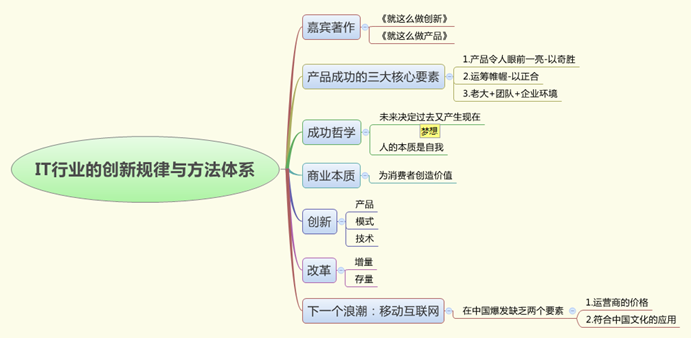 IT行业的创新规律与方法体系
嘉宾著作
《就这么做创新》
《就这么做产品》
产品成功的三大核心要素
1.产品令人眼前一亮-以奇胜
2.运筹帷幄-以正合
3.老大+团队+企业环境
成功哲学
未来决定过去又产生现在
梦想
人的本质是自我
商业本质
为消费者创造价值
创新
产品
模式
技术
改革
增量
存量
下一个浪潮：移动互联网
在中国爆发缺乏两个要素
1.运营商的价格
2.符合中国文化的应用